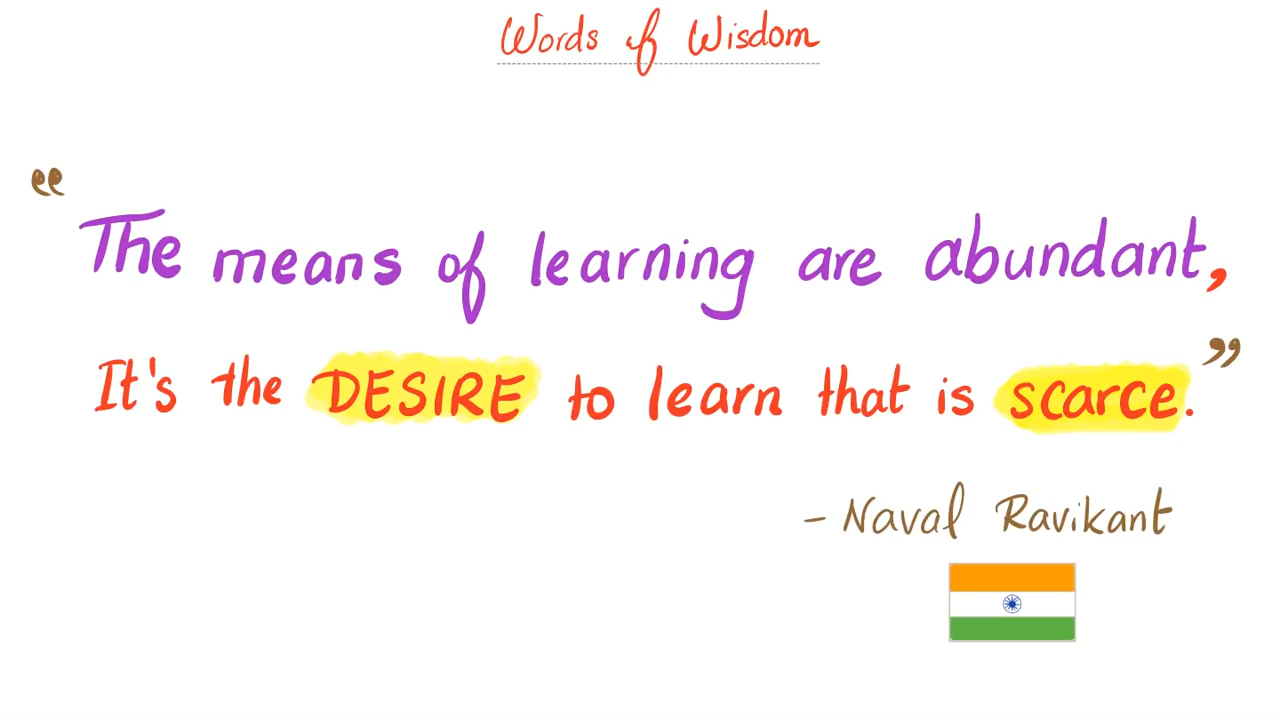 Words of Wisdom
“The means of learning are abundant,
It's the DESIRE to learn that is scarce.”
- Naval Ravikant